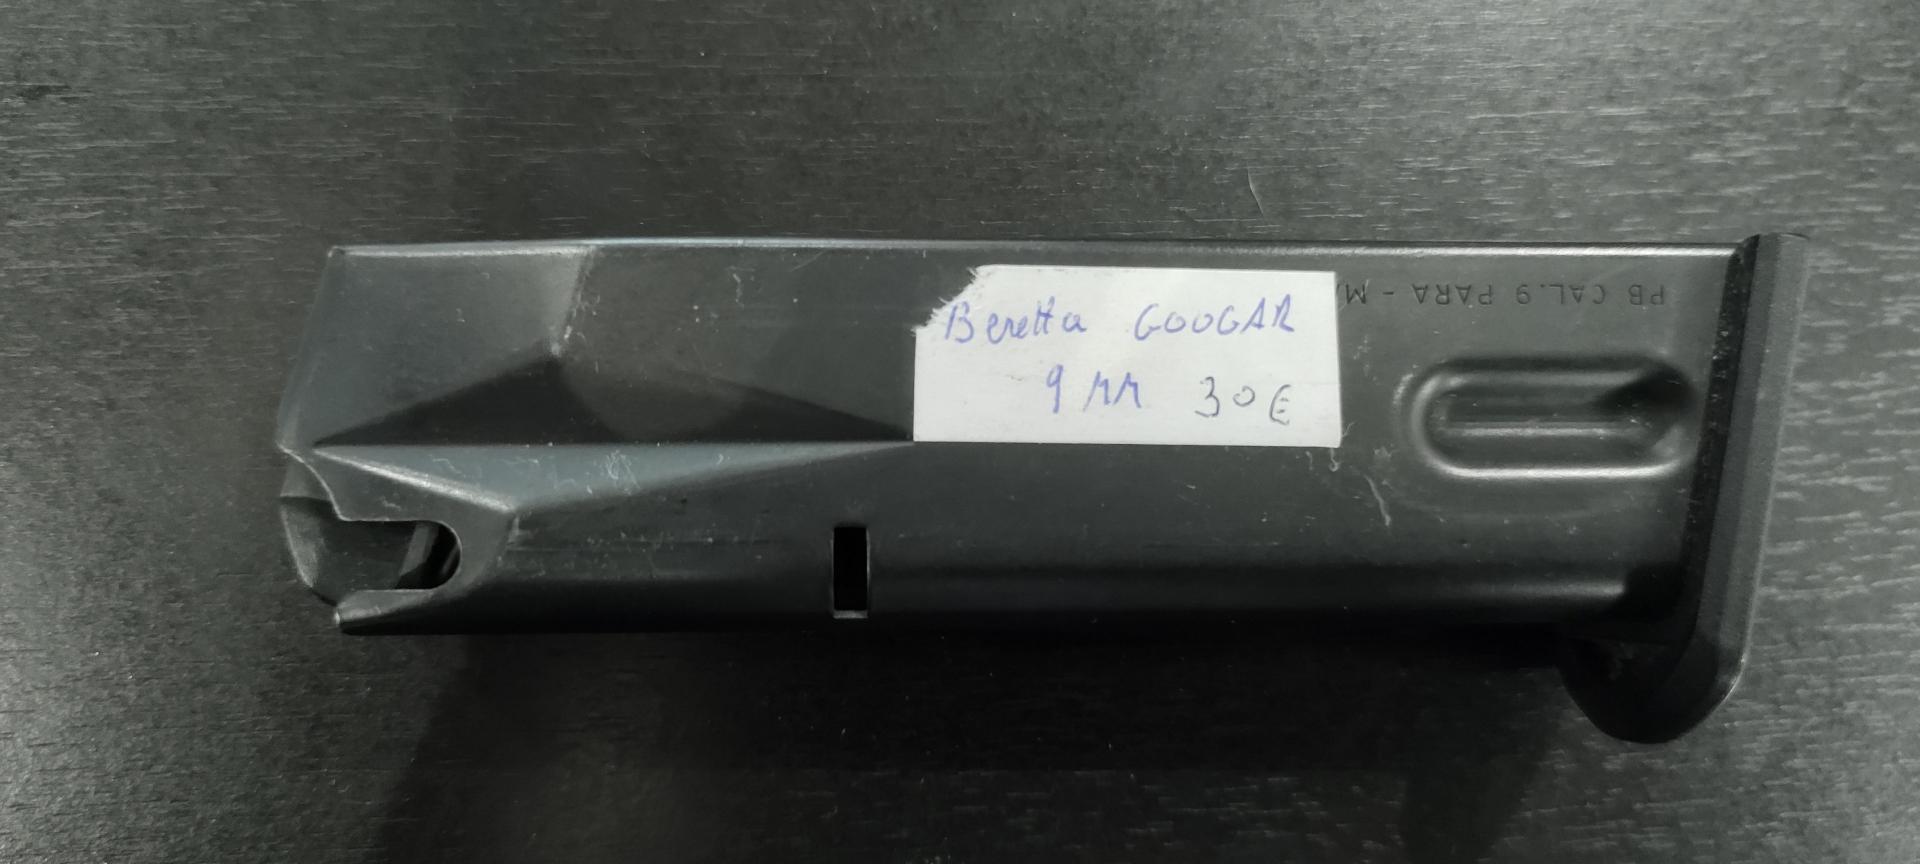 Beretta COUGAR
9 MM 30€
PB CAL.9 PARA - M